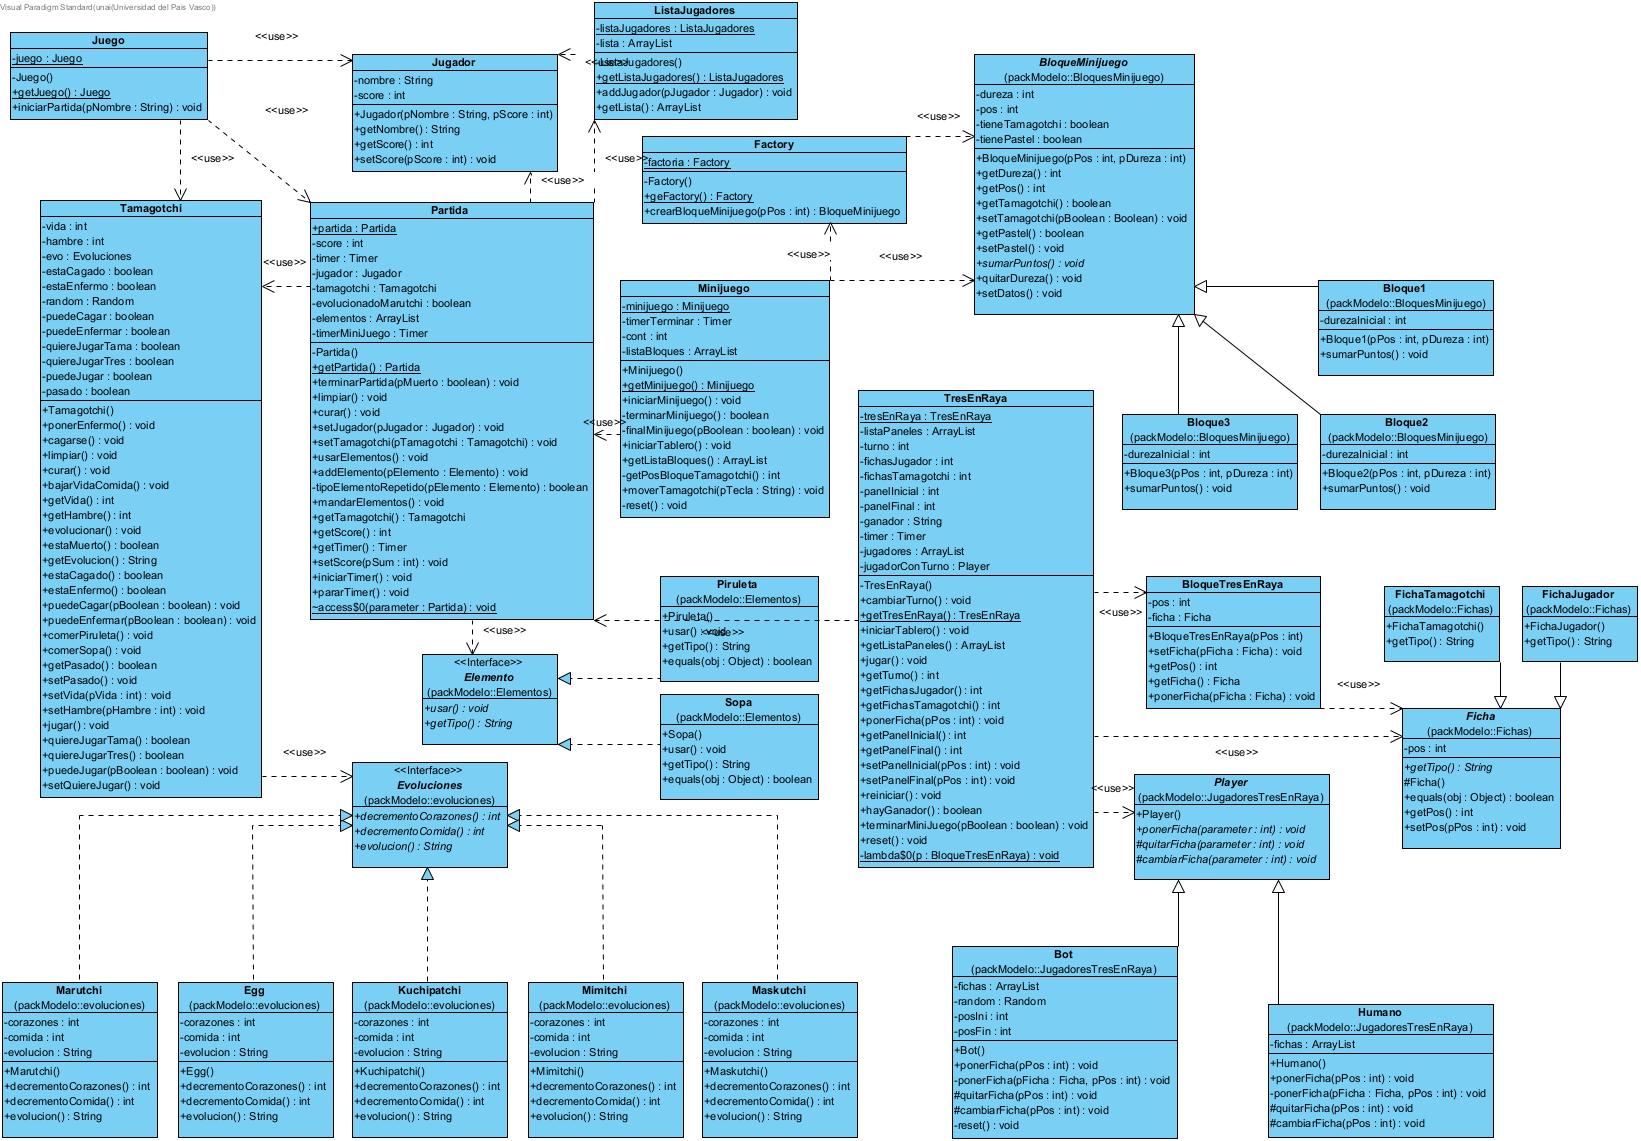 Visual Paradigm Standard(unai(Universidad del Pais Vasco))
Juego
-juego : Juego
-Juego()
+getJuego() : Juego
+iniciarPartida(pNombre : String) : void
<<use>>
<<use>>
<<use>>
Jugador
-nombre : String
-score : int
+Jugador(pNombre : String, pScore : int)
+getNombre() : String
+getScore() : int
+setScore(pScore : int) : void
<<use>>
ListaJugadores
-listaJugadores : ListaJugadores
-lista : ArrayList
-ListaJugadores()
+getListaJugadores() : ListaJugadores
+addJugador(pJugador : Jugador) : void
+getLista() : ArrayList
<<use>>
<<use>>
Factory
-factoria : Factory
-Factory()
+geFactory() : Factory
+crearBloqueMinijuego(pPos : int) : BloqueMinijuego
<<use>>
<<use>>
<<use>>
BloqueMinijuego
(packModelo::BloquesMinijuego)
-dureza : int
-pos : int
-tieneTamagotchi : boolean
-tienePastel : boolean
+BloqueMinijuego(pPos : int, pDureza : int)
+getDureza() : int
+getPos() : int
+getTamagotchi() : boolean
+setTamagotchi(pBoolean : Boolean) : void
+getPastel() : boolean
+setPastel() : void
+sumarPuntos() : void
+quitarDureza() : void
+setDatos() : void
Tamagotchi
-vida : int
-hambre : int
-evo : Evoluciones
-estaCagado : boolean
-estaEnfermo : boolean
-random : Random
-puedeCagar : boolean
-puedeEnfermar : boolean
-quiereJugarTama : boolean
-quiereJugarTres : boolean
-puedeJugar : boolean
-pasado : boolean
+Tamagotchi()
+ponerEnfermo() : void
+cagarse() : void
+limpiar() : void
+curar() : void
+bajarVidaComida() : void
+getVida() : int
+getHambre() : int
+evolucionar() : void
+estaMuerto() : boolean
+getEvolucion() : String
+estaCagado() : boolean
+estaEnfermo() : boolean
+puedeCagar(pBoolean : boolean) : void
+puedeEnfermar(pBoolean : boolean) : void
+comerPiruleta() : void
+comerSopa() : void
+getPasado() : boolean
+setPasado() : void
+setVida(pVida : int) : void
+setHambre(pHambre : int) : void
+jugar() : void
+quiereJugarTama() : boolean
+quiereJugarTres() : boolean
+puedeJugar(pBoolean : boolean) : void
+setQuiereJugar() : void
<<use>>
<<use>>
Partida
+partida : Partida
-score : int
-timer : Timer
-jugador : Jugador
-tamagotchi : Tamagotchi
-evolucionadoMarutchi : boolean
-elementos : ArrayList
-timerMiniJuego : Timer
-Partida()
+getPartida() : Partida
+terminarPartida(pMuerto : boolean) : void
+limpiar() : void
+curar() : void
+setJugador(pJugador : Jugador) : void
+setTamagotchi(pTamagotchi : Tamagotchi) : void
+usarElementos() : void
+addElemento(pElemento : Elemento) : void
-tipoElementoRepetido(pElemento : Elemento) : boolean
+mandarElementos() : void
+getTamagotchi() : Tamagotchi
+getScore() : int
+getTimer() : Timer
+setScore(pSum : int) : void
+iniciarTimer() : void
+pararTimer() : void
~access$0(parameter : Partida) : void
<<use>>
<<use>>
Minijuego
-minijuego : Minijuego
-timerTerminar : Timer
-cont : int
-listaBloques : ArrayList
+Minijuego()
+getMinijuego() : Minijuego
+iniciarMinijuego() : void
-terminarMinijuego() : boolean
-finalMinijuego(pBoolean : boolean) : void
+iniciarTablero() : void
+getListaBloques() : ArrayList
-getPosBloqueTamagotchi() : int
+moverTamagotchi(pTecla : String) : void
-reset() : void
Bloque1
(packModelo::BloquesMinijuego)
-durezaInicial : int
+Bloque1(pPos : int, pDureza : int)
+sumarPuntos() : void
Bloque3
(packModelo::BloquesMinijuego)
-durezaInicial : int
+Bloque3(pPos : int, pDureza : int)
+sumarPuntos() : void
Bloque2
(packModelo::BloquesMinijuego)
-durezaInicial : int
+Bloque2(pPos : int, pDureza : int)
+sumarPuntos() : void
TresEnRaya
-tresEnRaya : TresEnRaya
-listaPaneles : ArrayList
-turno : int
-fichasJugador : int
-fichasTamagotchi : int
-panelInicial : int
-panelFinal : int
-ganador : String
-timer : Timer
-jugadores : ArrayList
-jugadorConTurno : Player
-TresEnRaya()
+cambiarTurno() : void
+getTresEnRaya() : TresEnRaya
+iniciarTablero() : void
+getListaPaneles() : ArrayList
+jugar() : void
+getTurno() : int
+getFichasJugador() : int
+getFichasTamagotchi() : int
+ponerFicha(pPos : int) : void
+getPanelInicial() : int
+getPanelFinal() : int
+setPanelInicial(pPos : int) : void
+setPanelFinal(pPos : int) : void
+reiniciar() : void
+hayGanador() : boolean
+terminarMiniJuego(pBoolean : boolean) : void
+reset() : void
-lambda$0(p : BloqueTresEnRaya) : void
Piruleta
(packModelo::Elementos)
+Piruleta()
+usar() : void
<<use>>
+getTipo() : String
+equals(obj : Object) : boolean
<<Interface>>
Elemento
(packModelo::Elementos)
+usar() : void
+getTipo() : String
Sopa
(packModelo::Elementos)
+Sopa()
+usar() : void
+getTipo() : String
+equals(obj : Object) : boolean
<<use>>
BloqueTresEnRaya
-pos : int
-ficha : Ficha
+BloqueTresEnRaya(pPos : int)
+setFicha(pFicha : Ficha) : void
+getPos() : int
+getFicha() : Ficha
+ponerFicha(pFicha : Ficha) : void
FichaTamagotchi
(packModelo::Fichas)
+FichaTamagotchi()
+getTipo() : String
FichaJugador
(packModelo::Fichas)
+FichaJugador()
+getTipo() : String
<<use>>
<<use>>
Ficha
(packModelo::Fichas)
-pos : int
+getTipo() : String
#Ficha()
+equals(obj : Object) : boolean
+getPos() : int
+setPos(pPos : int) : void
<<use>>
Player
(packModelo::JugadoresTresEnRaya)
+Player()
+ponerFicha(parameter : int) : void
#quitarFicha(parameter : int) : void
#cambiarFicha(parameter : int) : void
<<Interface>>
Evoluciones
(packModelo::evoluciones)
+decrementoCorazones() : int
+decrementoComida() : int
+evolucion() : String
Marutchi
(packModelo::evoluciones)
-corazones : int
-comida : int
-evolucion : String
+Marutchi()
+decrementoCorazones() : int
+decrementoComida() : int
+evolucion() : String
Egg
(packModelo::evoluciones)
-corazones : int
-comida : int
-evolucion : String
+Egg()
+decrementoCorazones() : int
+decrementoComida() : int
+evolucion() : String
Kuchipatchi
(packModelo::evoluciones)
-corazones : int
-comida : int
-evolucion : String
+Kuchipatchi()
+decrementoCorazones() : int
+decrementoComida() : int
+evolucion() : String
Mimitchi
(packModelo::evoluciones)
-corazones : int
-comida : int
-evolucion : String
+Mimitchi()
+decrementoCorazones() : int
+decrementoComida() : int
+evolucion() : String
Maskutchi
(packModelo::evoluciones)
-corazones : int
-comida : int
-evolucion : String
+Maskutchi()
+decrementoCorazones() : int
+decrementoComida() : int
+evolucion() : String
Bot
(packModelo::JugadoresTresEnRaya)
-fichas : ArrayList
-random : Random
-posIni : int
-posFin : int
+Bot()
+ponerFicha(pPos : int) : void
-ponerFicha(pFicha : Ficha, pPos : int) : void
#quitarFicha(pPos : int) : void
#cambiarFicha(pPos : int) : void
-reset() : void
Humano
(packModelo::JugadoresTresEnRaya)
-fichas : ArrayList
+Humano()
+ponerFicha(pPos : int) : void
-ponerFicha(pFicha : Ficha, pPos : int) : void
#quitarFicha(pPos : int) : void
#cambiarFicha(pPos : int) : void